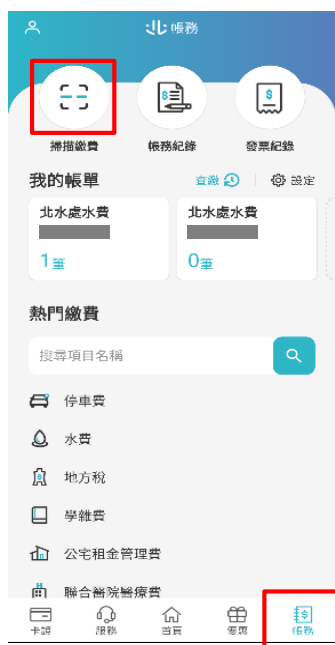 帳務
掃描繳費 帳務紀錄 發票紀錄
我的帳單 查繳 設定
北水處水費 北水處水費
1筆 0筆
熱門繳費
搜尋項目名稱
停車費
水費
地方稅
學雜費
公宅租金管理費
聯合醫院醫療費
卡證 服務 首頁 優惠 帳務